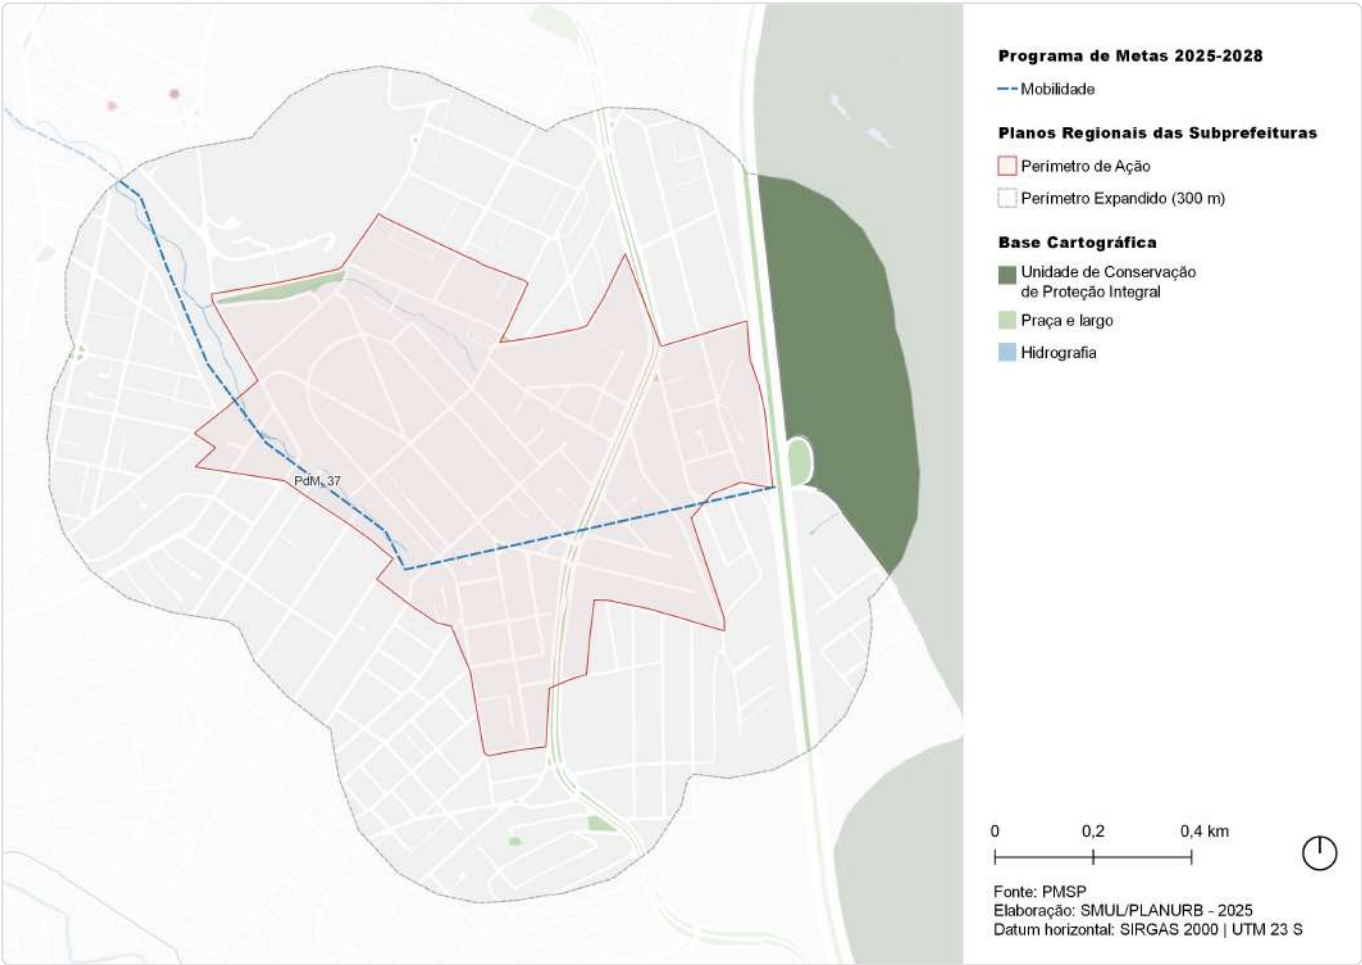 Programa de Metas 2025-2028
Mobilidade
Planos Regionais das Subprefeituras
Perímetro de Ação
Perímetro Expandido (300 m)
Base Cartográfica
Unidade de Conservação
de Proteção Integral
Praça e largo
Hidrografia
PdM. 37
0 0,2 0,4 km
Fonte: PMSP
Elaboração: SMUL/PLANURB - 2025
Datum horizontal: SIRGAS 2000 | UTM 23 S